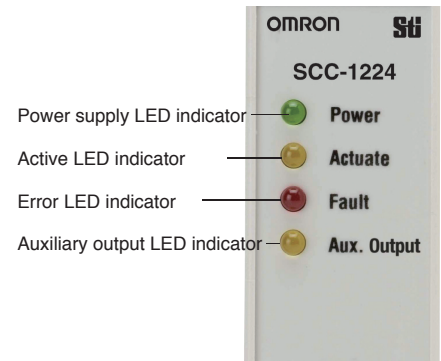 OMRON STi
SCC-1224
Power supply LED indicator Power
Active LED indicator Actuate
Error LED indicator Fault
Auxiliary output LED indicator Aux. Output